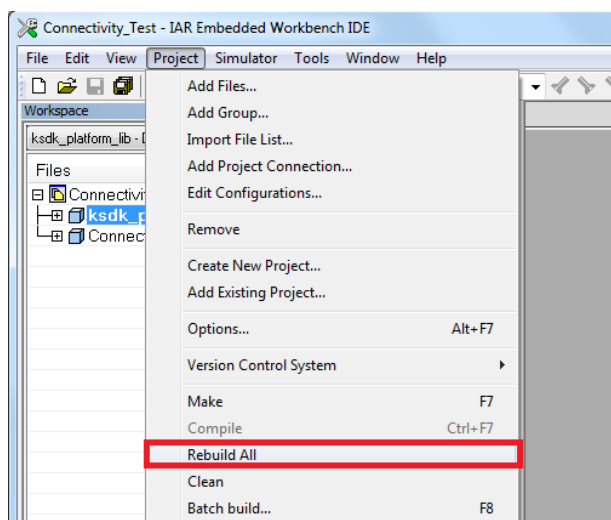 Connectivity_Test - IAR Embedded Workbench IDE
File Edit View Project Simulator Tools Window Help
Workspace
ksdk_platform_lib -
Files
Connectivi
ksdk_p
Connec
Add Files...
Add Group...
Import File List...
Add Project Connection...
Edit Configurations...
Remove
Create New Project...
Add Existing Project...
Options... Alt+F7
Version Control System
Make F7
Compile Ctrl+F7
Rebuild All
Clean
Batch build... F8